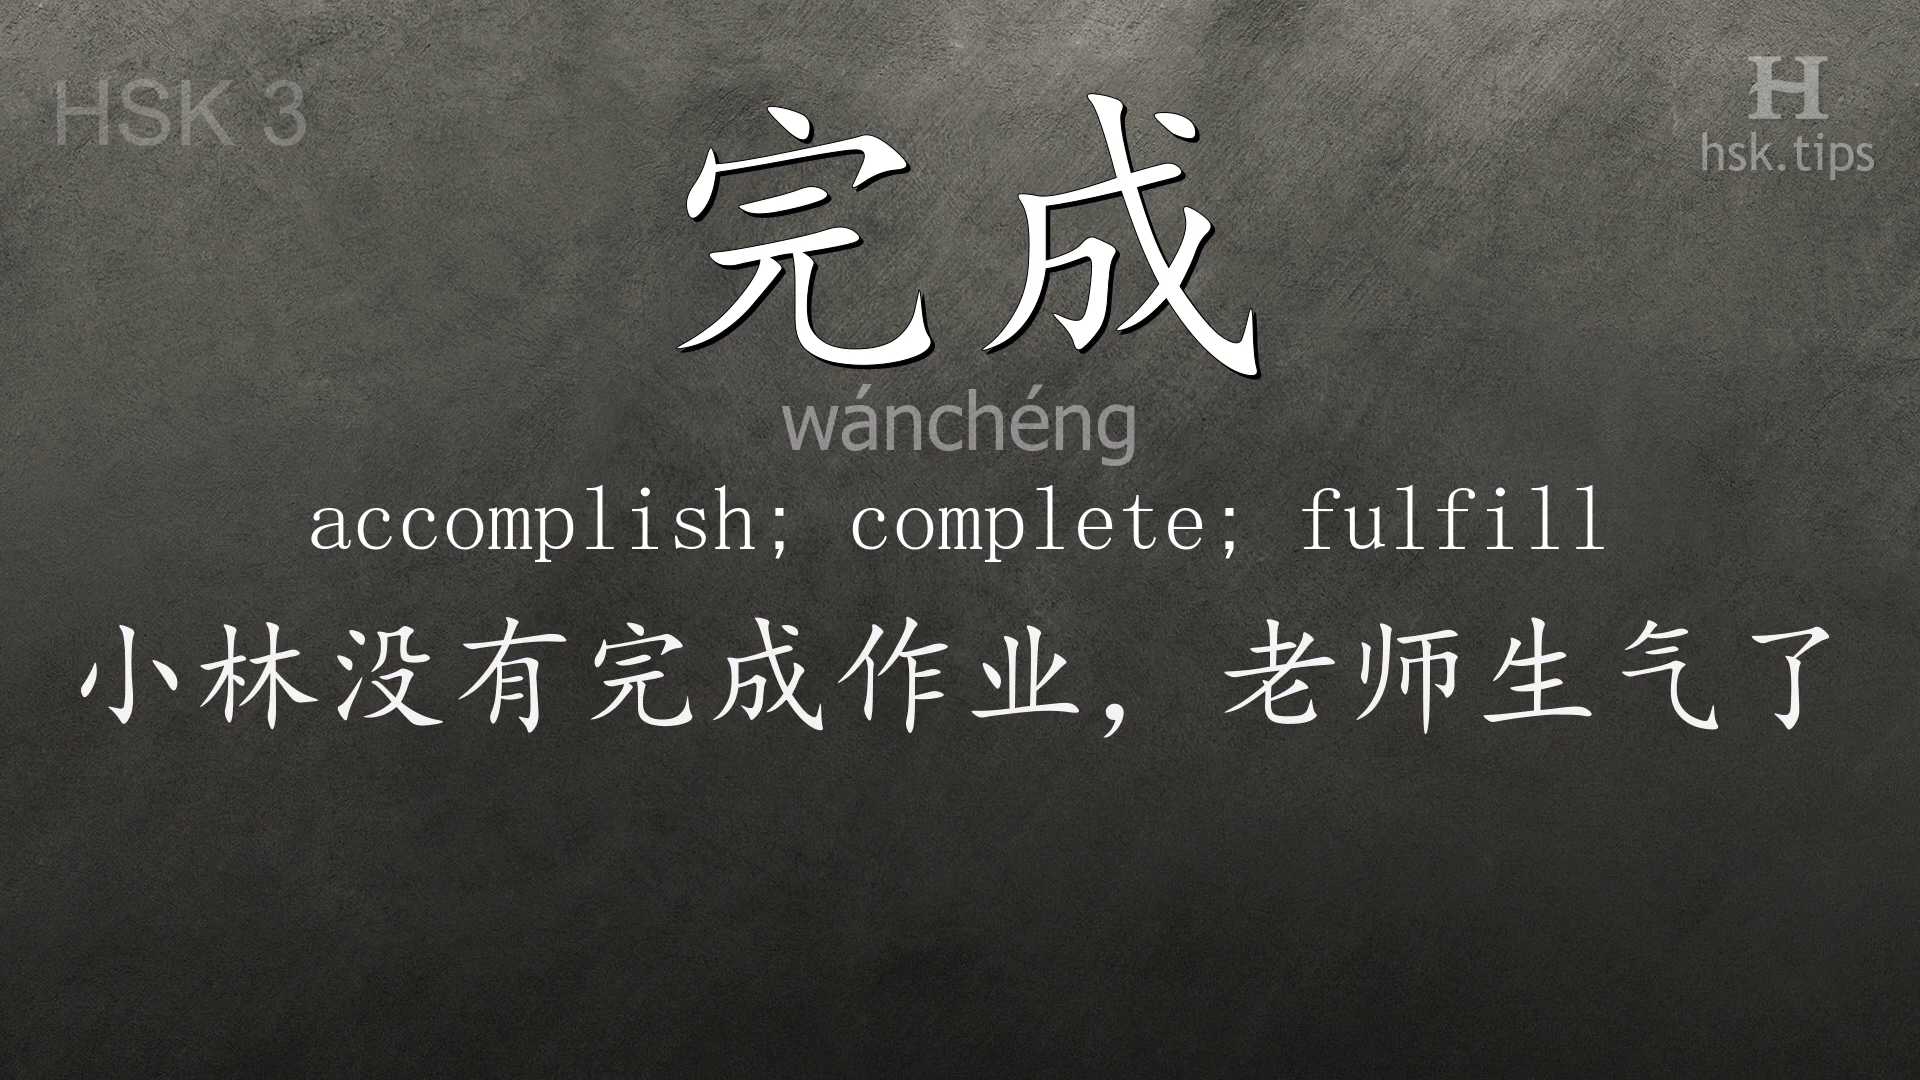 HSK 3
H
hsk.tips
完成
wánchéng
accomplish; complete; fulfill
小林没有完成作业，老师生气了